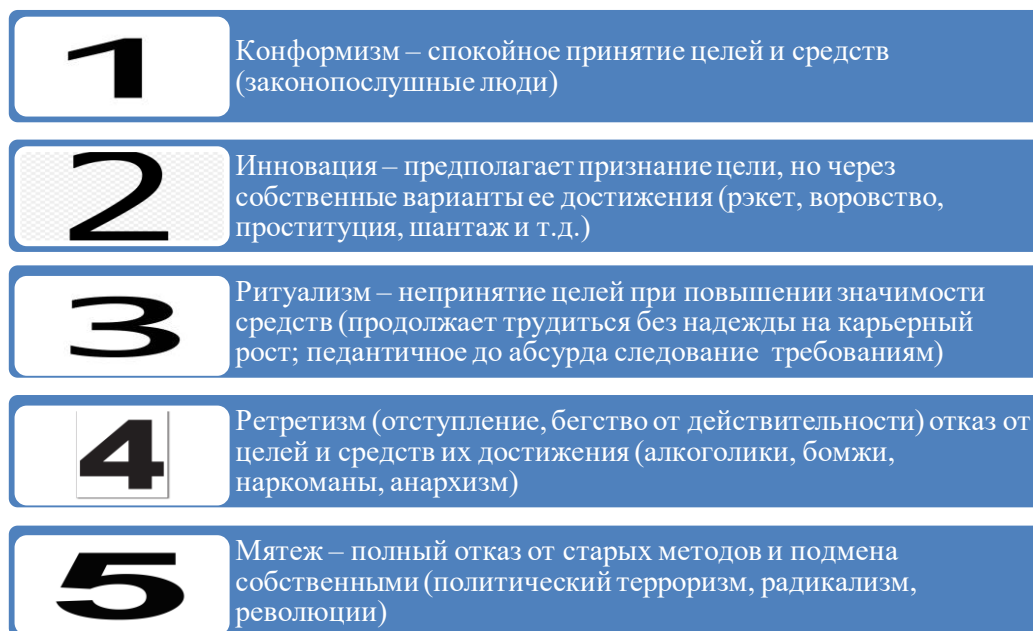 1
Конформизм – спокойное принятие целей и средств
(законопослушные люди)
2
Инновация – предполагает признание цели, но через
собственные варианты ее достижения (рэкет, воровство,
проституция, шантаж и т.д.)
3
Ритуализм – непринятие целей при повышении значимости
средств (продолжает трудиться без надежды на карьерный
рост; педантичное до абсурда следование требованиям)
4
Ретретизм (отступление, бегство от действительности) отказ от
целей и средств их достижения (алкоголики, бомжи,
наркоманы, анархизм)
5
Мятеж – полный отказ от старых методов и подмена
собственными (политический терроризм, радикализм,
революции)